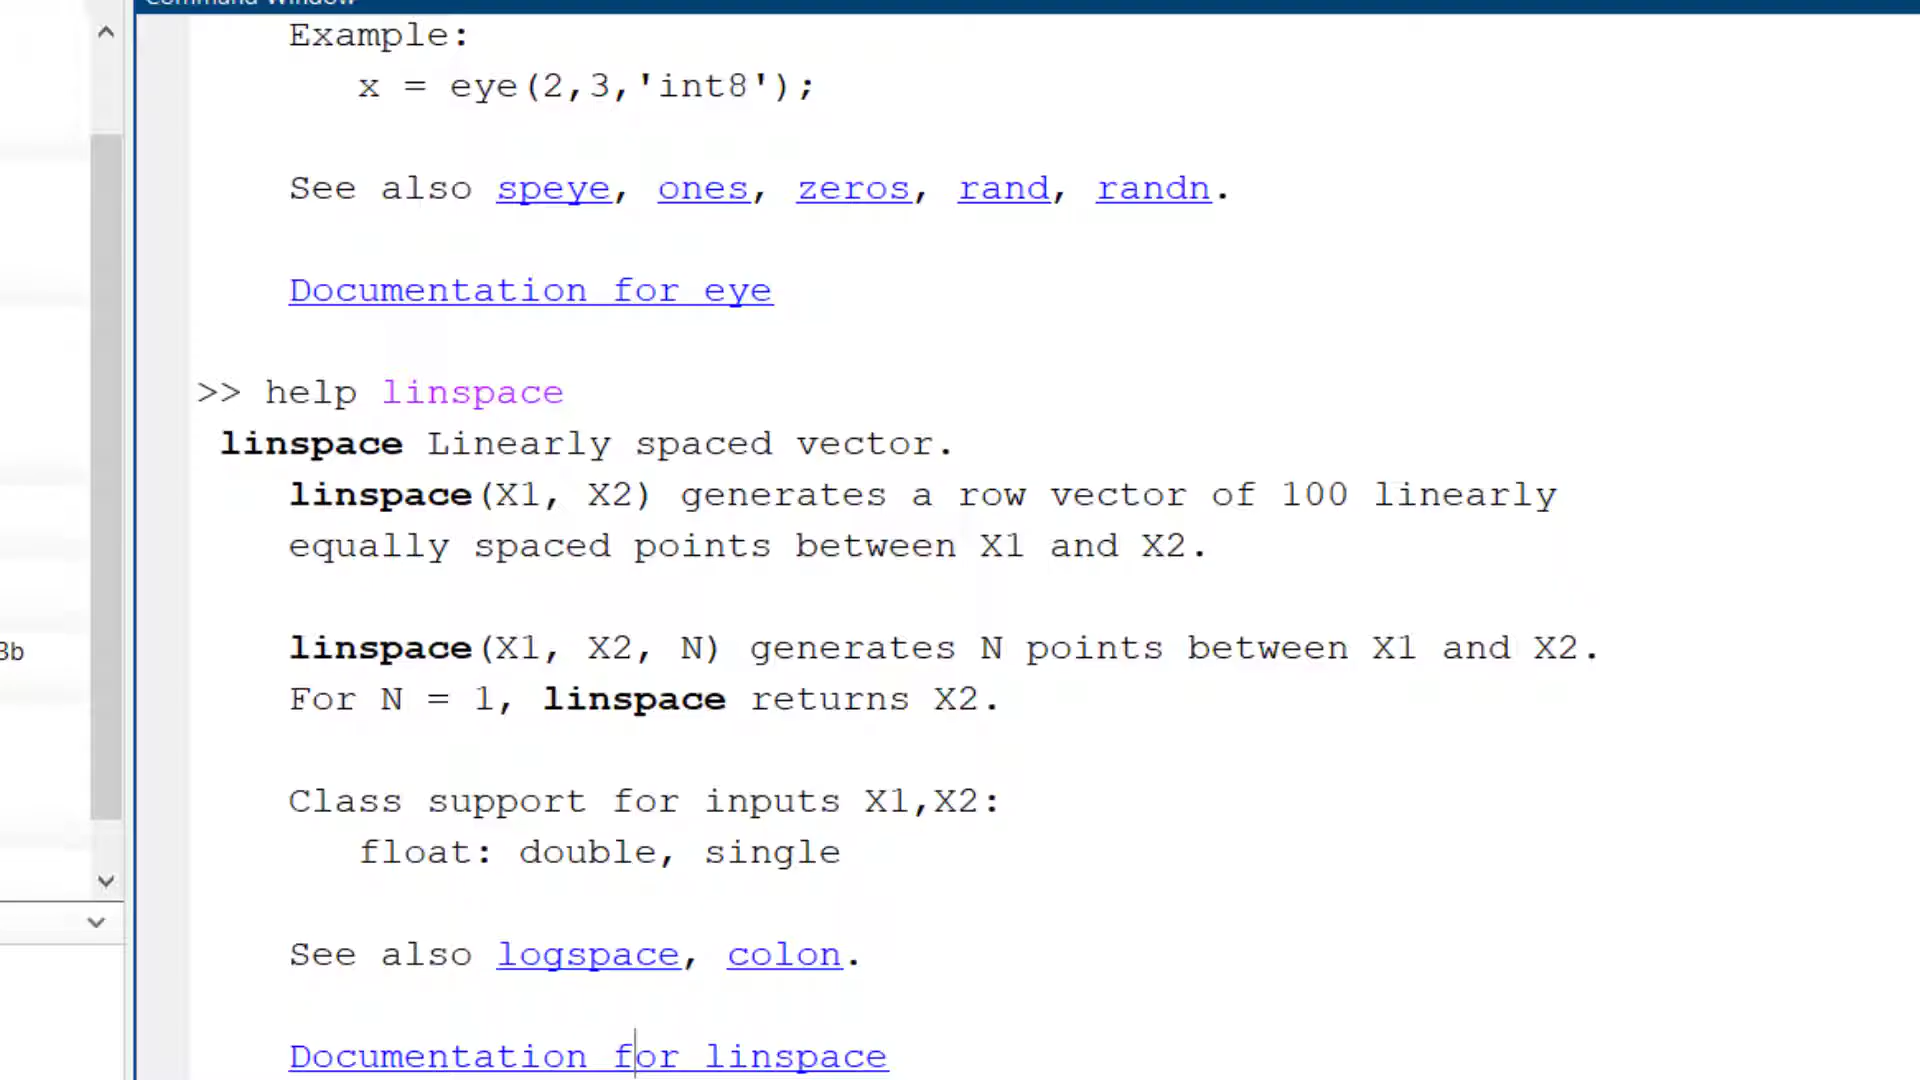 Command Window
Example:
x = eye(2,3,'int8');
See also speye, ones, zeros, rand, randn.
Documentation for eye
>> help linspace
linspace Linearly spaced vector.
linspace(X1, X2) generates a row vector of 100 linearly
equally spaced points between X1 and X2.
3b
linspace(X1, X2, N) generates N points between X1 and X2.
For N = 1, linspace returns X2.
Class support for inputs X1,X2:
float: double, single
See also logspace, colon.
Documentation for linspace